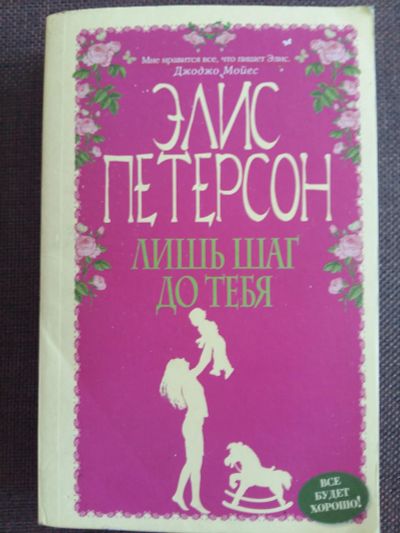 Мне нравится все, что пишет Элис.
Джоджо Мойес
ЭЛИС
ПЕТЕРСОН
ЛИШЬ ШАГ
ДО ТЕБЯ
ВСЕ
БУДЕТ
ХОРОШО!